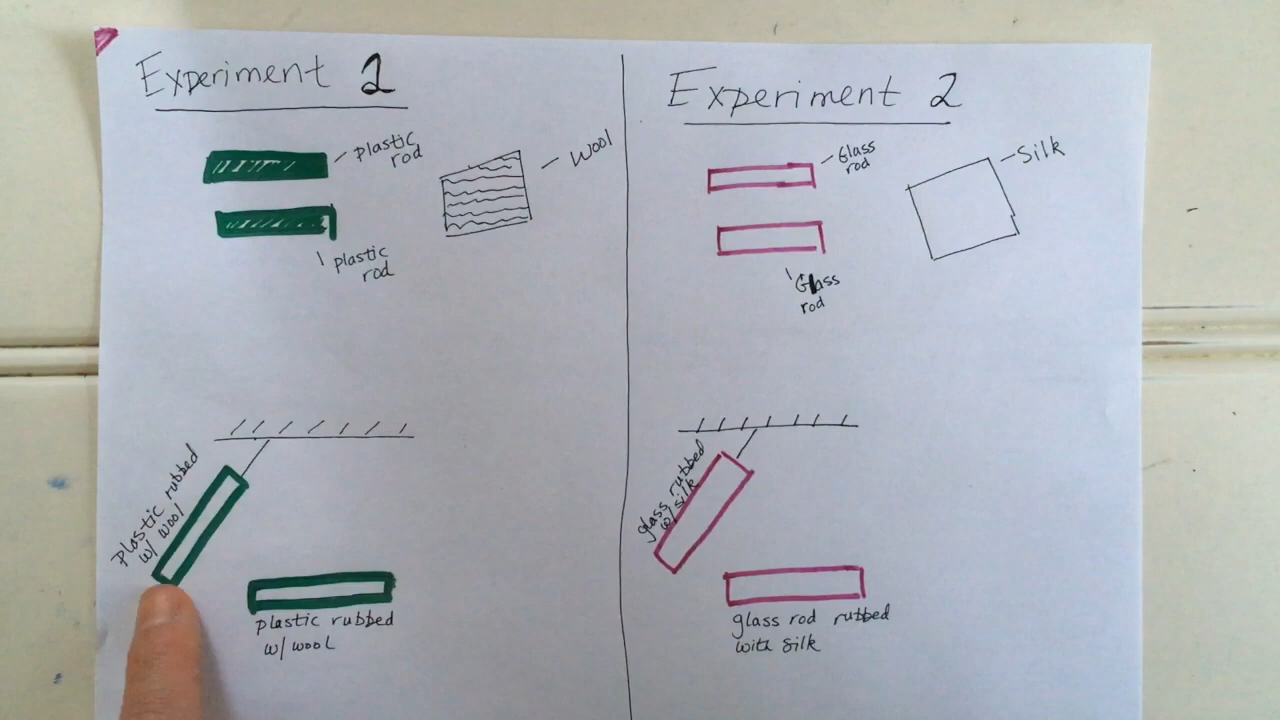 Experiment 2
plastic
rod
wool
plastic
rod
plastic rubbed
w/ wool
plastic rubbed
w/ wool
Experiment 2
Glass
rod
Silk
Glass
rod
glass rubbed
w/ silk
glass rod rubbed
with silk